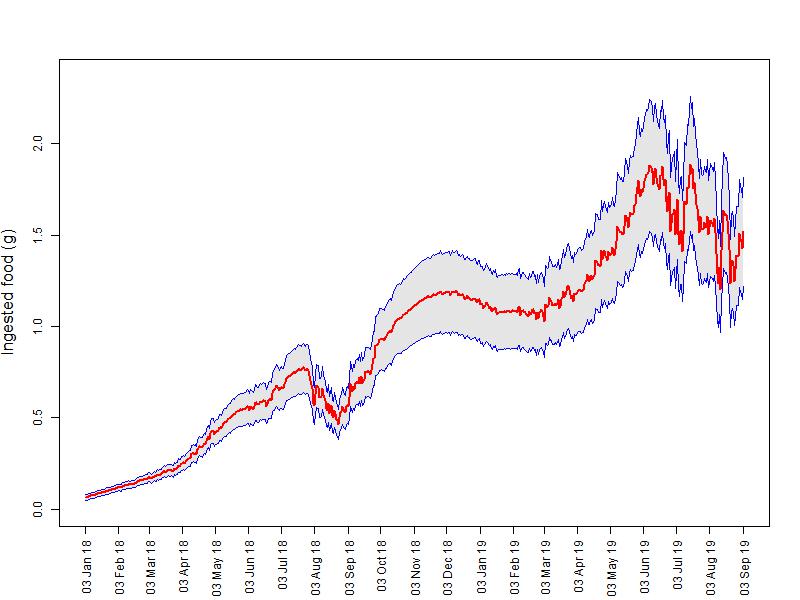 Ingested food (g)
2.0
1.5
1.0
0.5
0.0
03 Jan 18
03 Feb 18
03 Mar 18
03 Apr 18
03 May 18
03 Jun 18
03 Jul 18
03 Aug 18
03 Sep 18
03 Oct 18
03 Nov 18
03 Dec 18
03 Jan 19
03 Feb 19
03 Mar 19
03 Apr 19
03 May 19
03 Jun 19
03 Jul 19
03 Aug 19
03 Sep 19